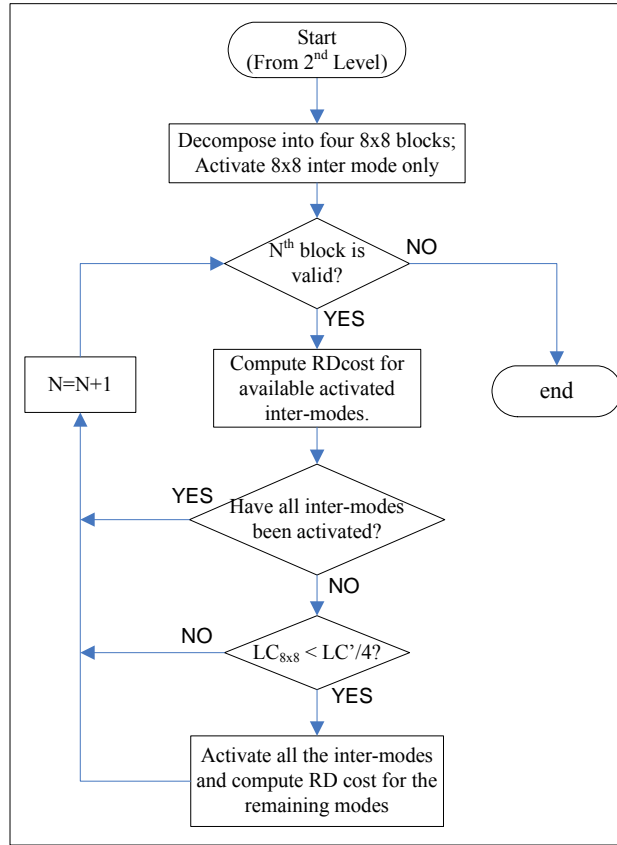 Start
(From 2nd Level)
Decompose into four 8x8 blocks;
Activate 8x8 inter mode only
Nth block is
valid?
NO
YES
N=N+1
Compute RDcost for
available activated
inter-modes.
end
YES
Have all inter-modes
been activated?
NO
NO
LC8x8 < LC’/4?
YES
Activate all the inter-modes
and compute RD cost for the
remaining modes